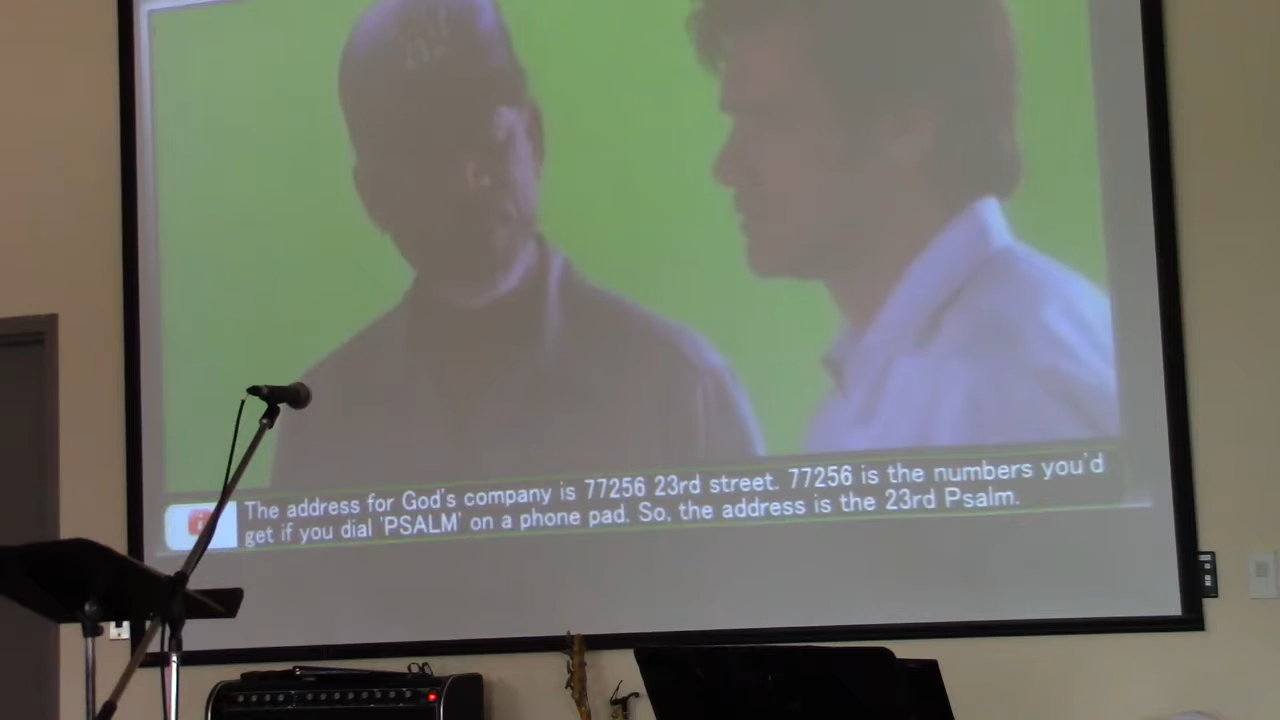 The address for God's company is 77256 23rd street. 77256 is the numbers you'd
get if you dial 'PSALM' on a phone pad. So, the address is the 23rd Psalm.